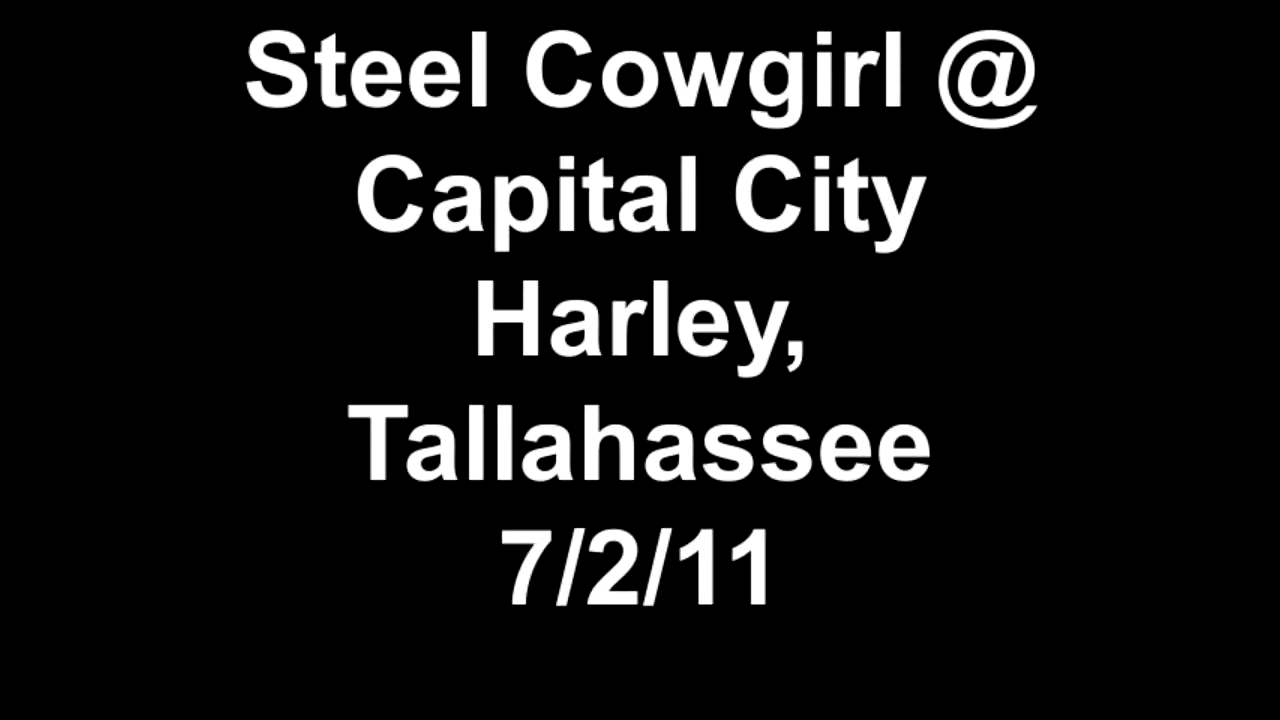 Steel Cowgirl @
Capital City
Harley,
Tallahassee
7/2/11